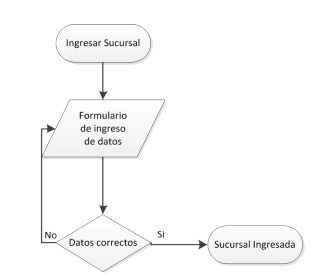 Ingresar Sucursal
Formulario
de ingreso
de datos
No
Datos correctos
Si
Sucursal Ingresada